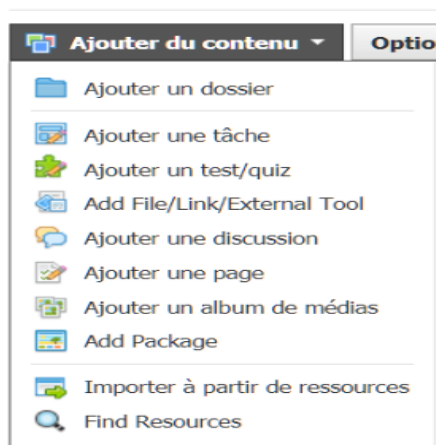 Ajouter du contenu
Optio
Ajouter un dossier
Ajouter une tâche
Ajouter un test/quiz
Add File/Link/External Tool
Ajouter une discussion
Ajouter une page
Ajouter un album de médias
Add Package
Importer à partir de ressources
Find Resources